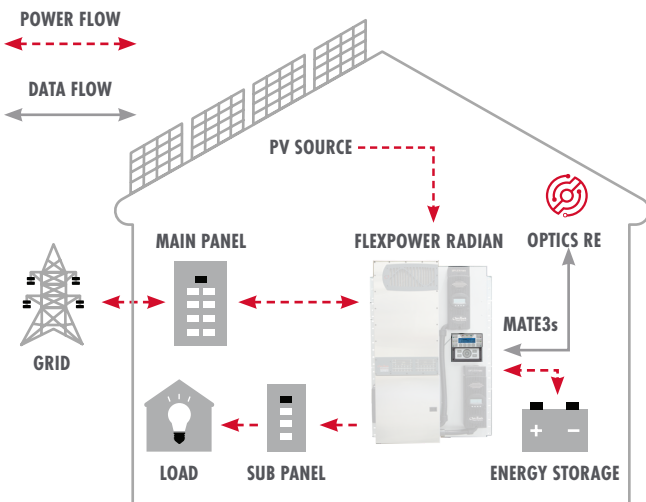 POWER FLOW
DATA FLOW
PV SOURCE
MAIN PANEL
FLEXPOWER RADIAN
OPTICS RE
MATE3s
GRID
LOAD
SUB PANEL
+ −
ENERGY STORAGE